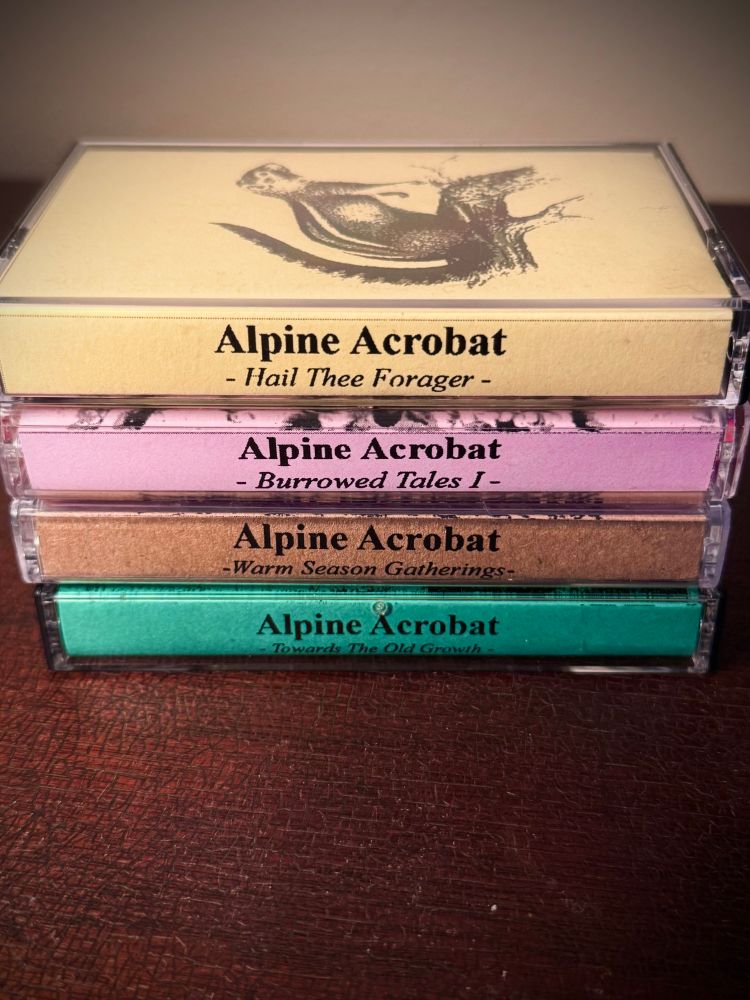 Alpine Acrobat
- Hail Thee Forager -
Alpine Acrobat
- Burrowed Tales I -
Alpine Acrobat
-Warm Season Gatherings-
Alpine Acrobat
- Towards The Old Growth -